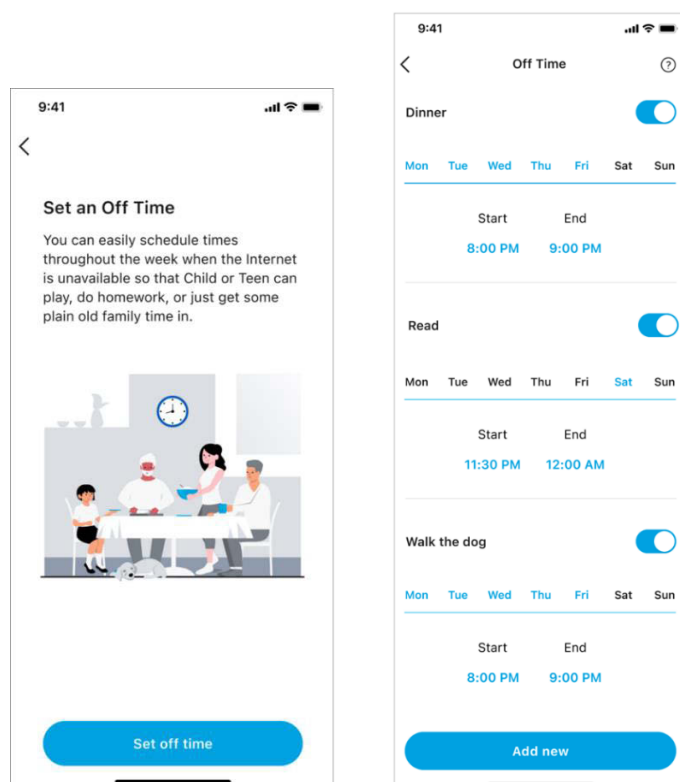 9:41
Set an Off Time
You can easily schedule times
throughout the week when the Internet
is unavailable so that Child or Teen can
play, do homework, or just get some
plain old family time in.
Set off time
9:41
Off Time
Dinner
Mon Tue Wed Thu Fri Sat Sun
Start End
8:00 PM 9:00 PM
Read
Mon Tue Wed Thu Fri Sat Sun
Start End
11:30 PM 12:00 AM
Walk the dog
Mon Tue Wed Thu Fri Sat Sun
Start End
8:00 PM 9:00 PM
Add new